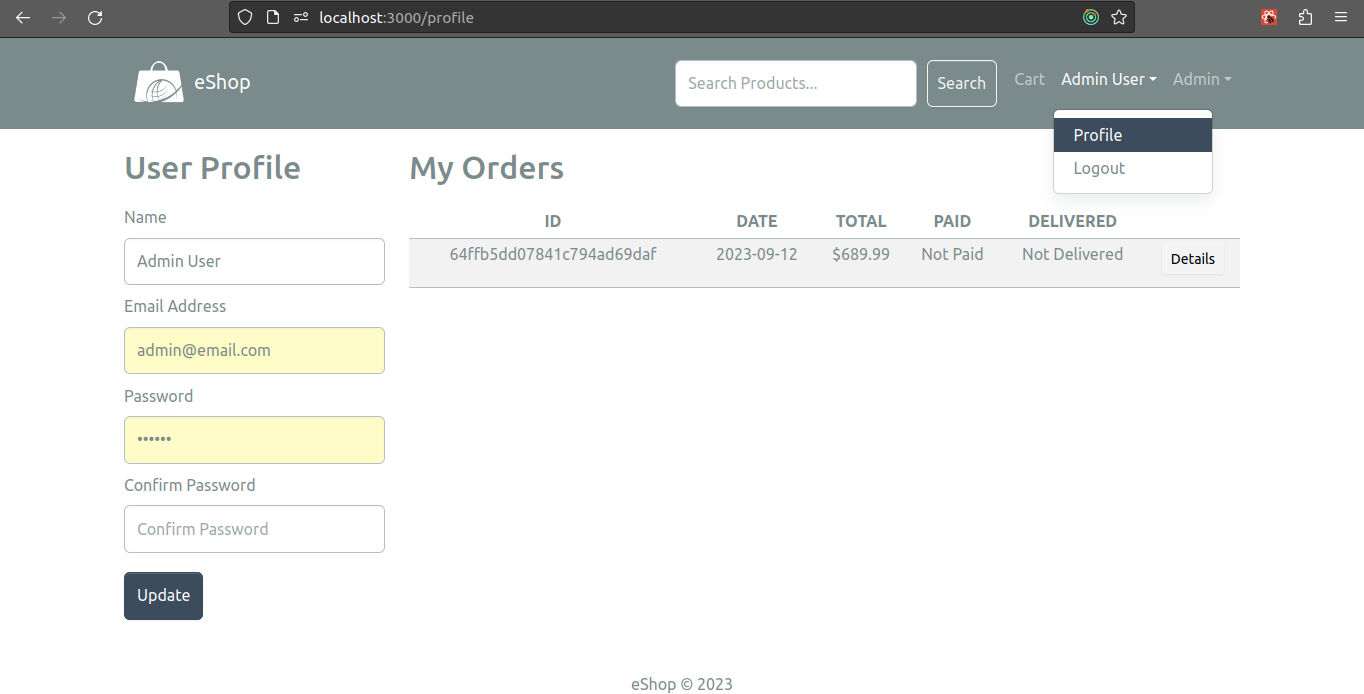 localhost:3000/profile
eShop
Search Products...
Search
Cart
Admin User
Admin
Profile
Logout
User Profile
Name
Admin User
Email Address
admin@email.com
Password
••••••
Confirm Password
Confirm Password
Update
My Orders
ID DATE TOTAL PAID DELIVERED
64ffb5dd07841c794ad69daf 2023-09-12 $689.99 Not Paid Not Delivered Details
eShop © 2023